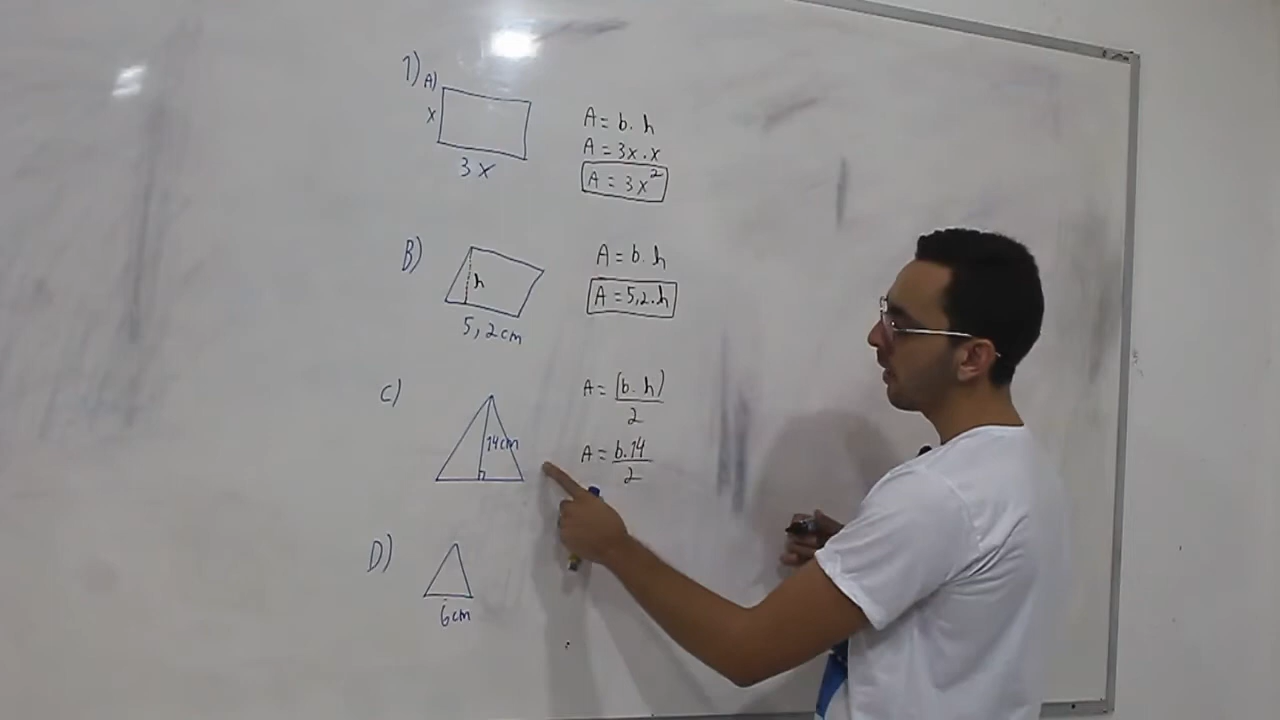 1) A)
x
3x
A = b. h
A = 3x . x
A = 3x²
B)
h
5,2cm
A = b. h
A = 5,2.h
C)
14cm
A = (b. h)
2
A = b.14
2
D)
6cm